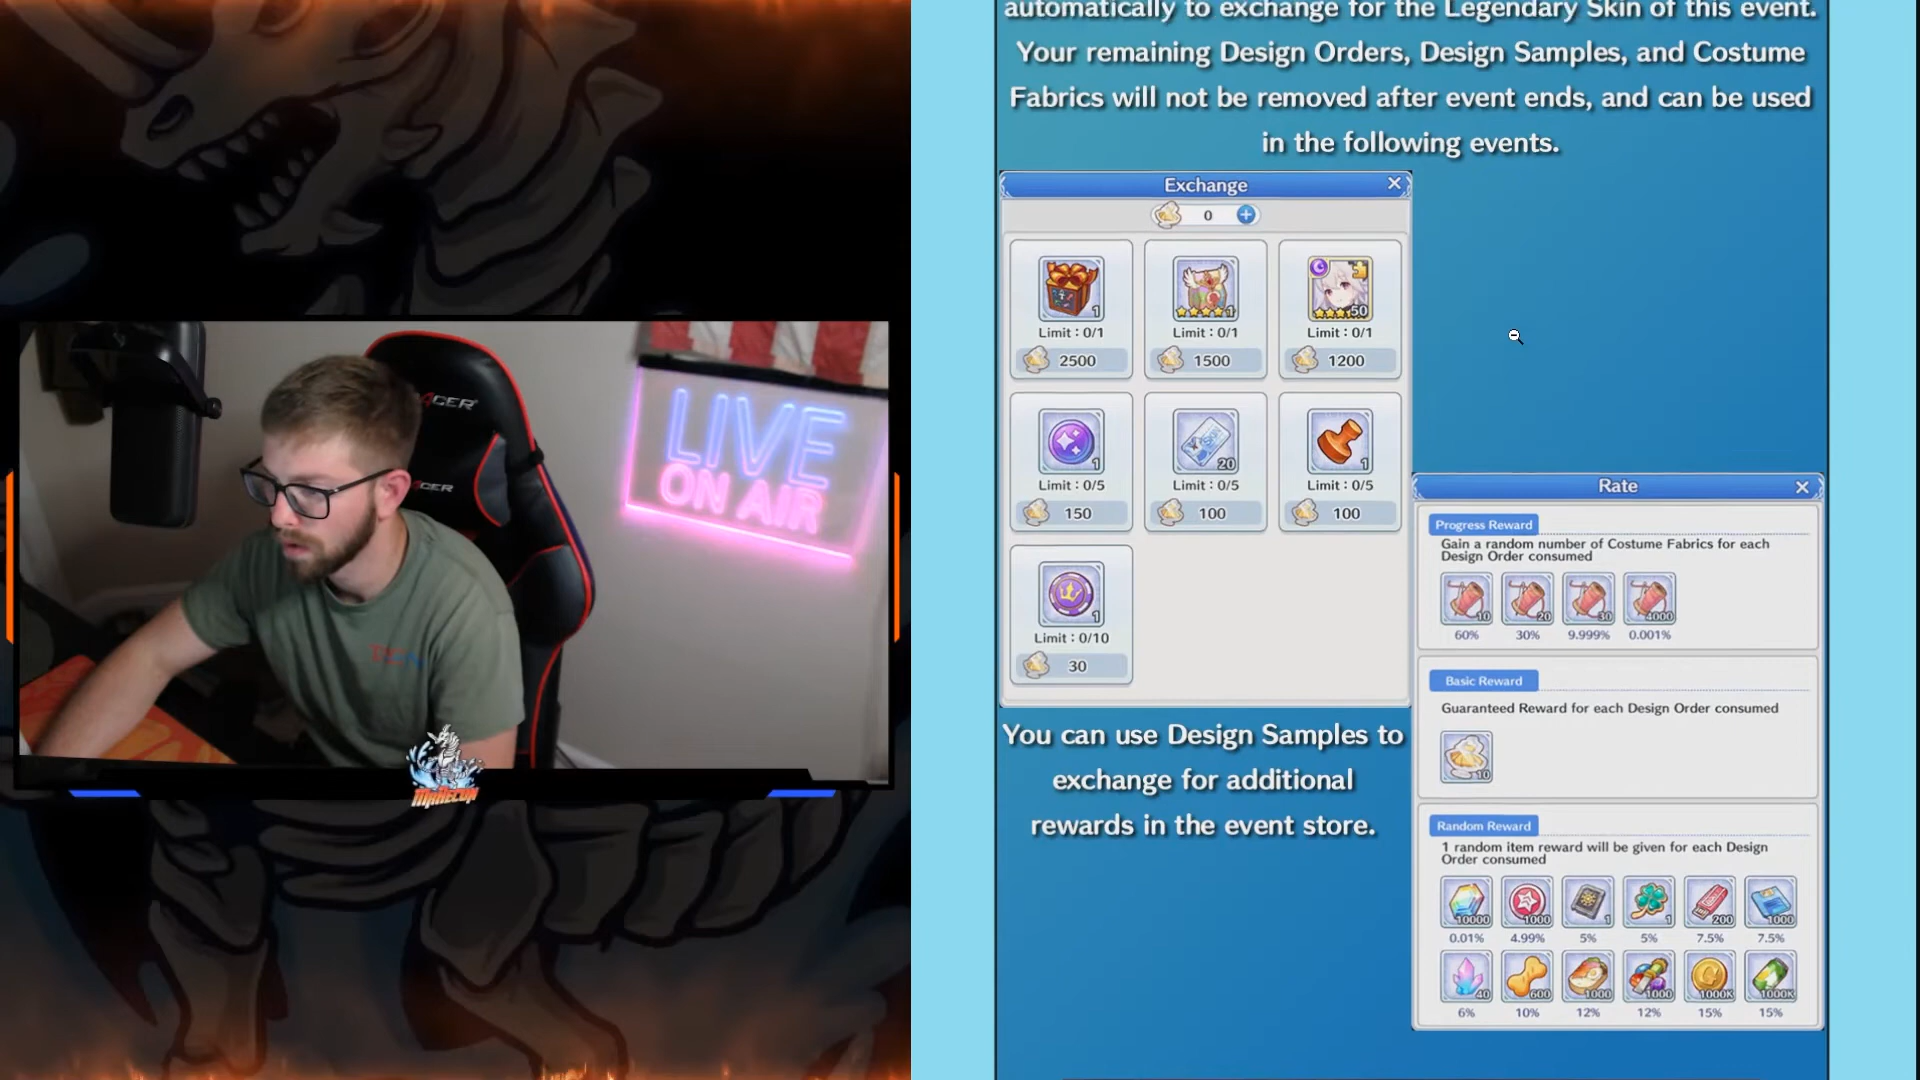 automatically to exchange for the Legendary Skin of this event.
Your remaining Design Orders, Design Samples, and Costume
Fabrics will not be removed after event ends, and can be used
in the following events.
Exchange
0
1
1
50
Limit : 0/1
Limit : 0/1
Limit : 0/1
2500
1500
1200
1
20
1
Limit : 0/5
Limit : 0/5
Limit : 0/5
150
100
100
1
Limit : 0/10
30
You can use Design Samples to
exchange for additional
rewards in the event store.
Rate
Progress Reward
Gain a random number of Costume Fabrics for each
Design Order consumed
10
20
30
4000
60%
30%
9.999%
0.001%
Basic Reward
Guaranteed Reward for each Design Order consumed
10
Random Reward
1 random item reward will be given for each Design
Order consumed
10000
1000
1
1
200
1000
0.01%
4.99%
5%
5%
7.5%
7.5%
40
600
1000
1000
1000K
1000K
6%
10%
12%
12%
15%
15%
LIVE
ON AIR
MrRecon